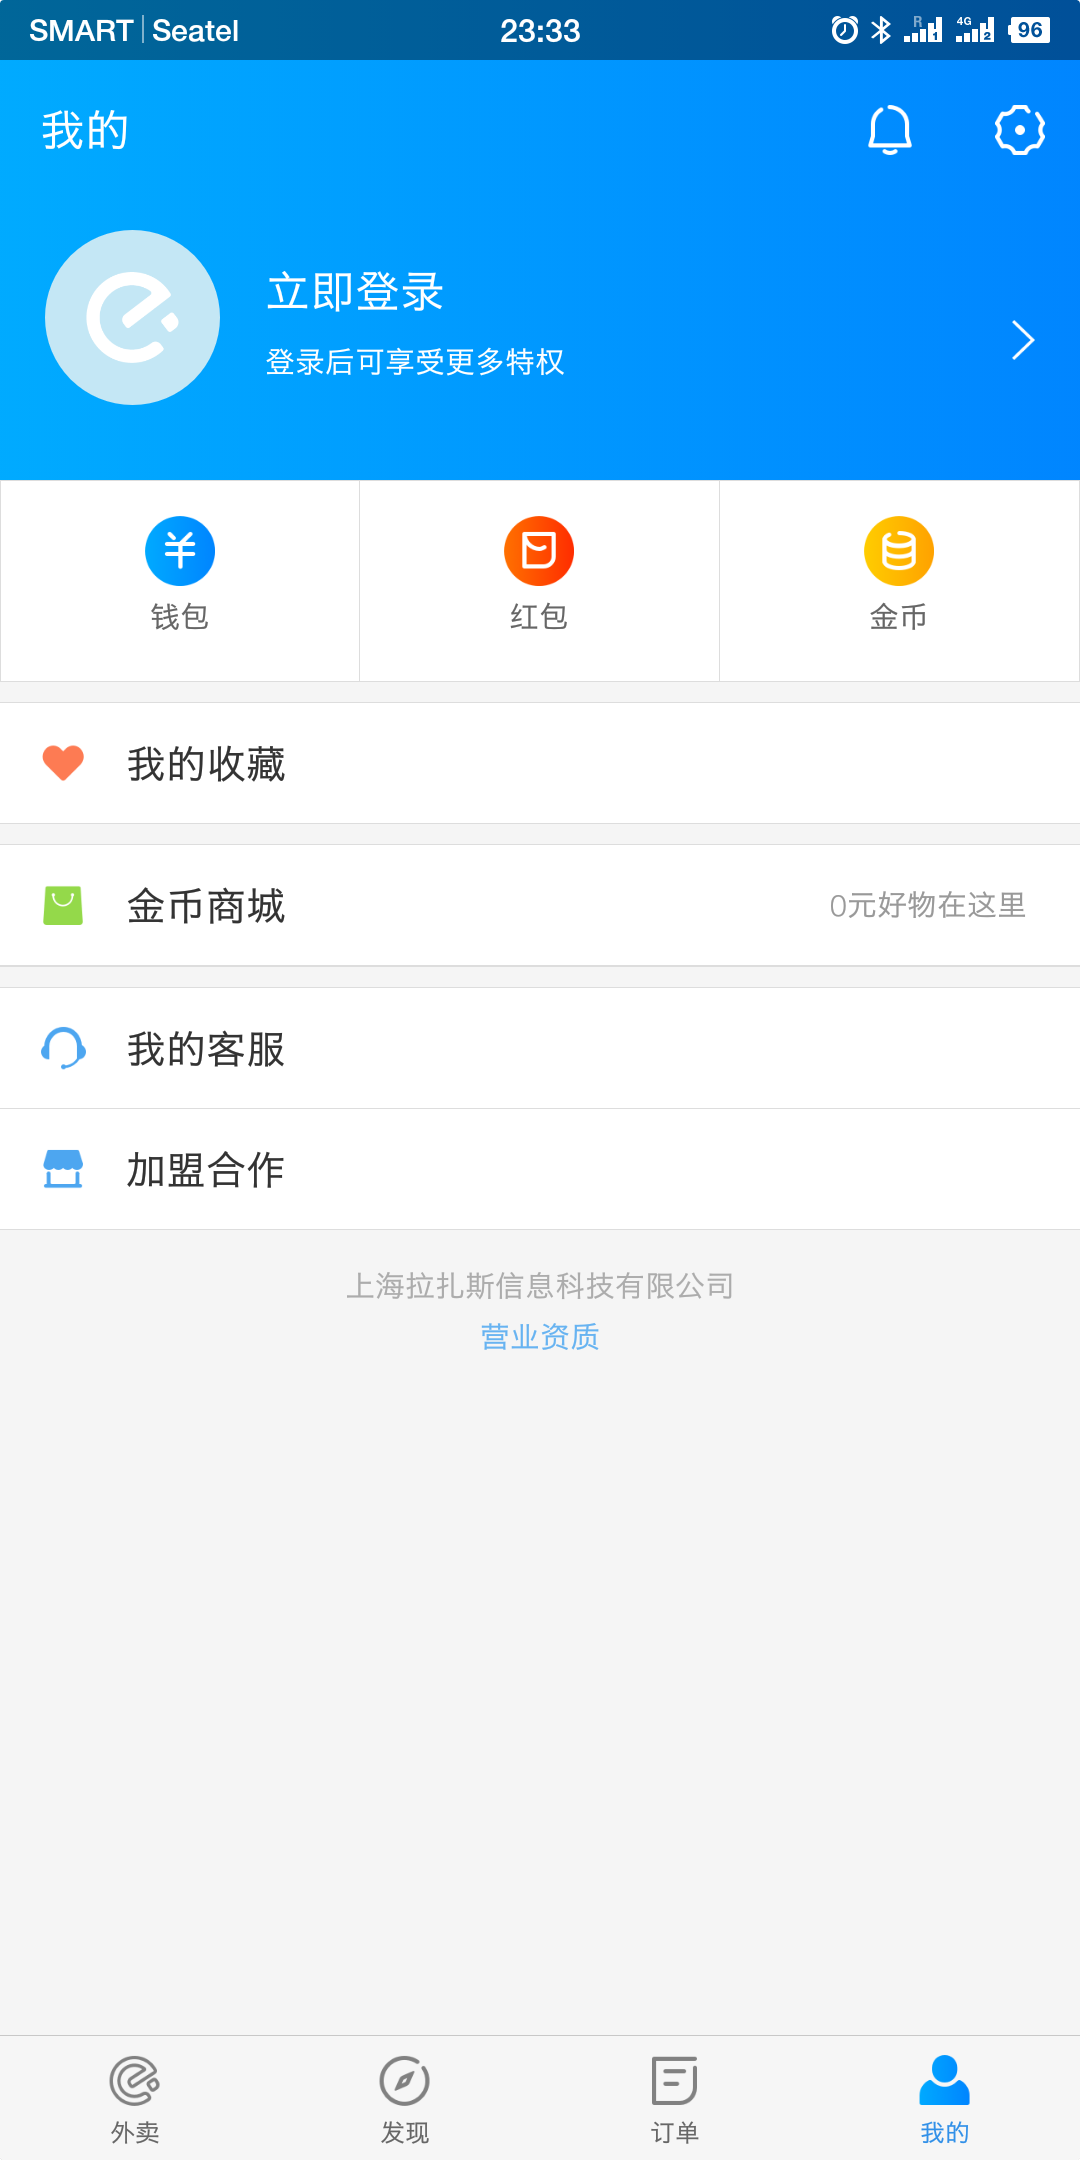 SMART | Seatel 23:33 R 1 4G 2 96
我的
立即登录
登录后可享受更多特权
钱包 红包 金币
我的收藏
金币商城 0元好物在这里
我的客服
加盟合作
上海拉扎斯信息科技有限公司
营业资质
外卖 发现 订单 我的